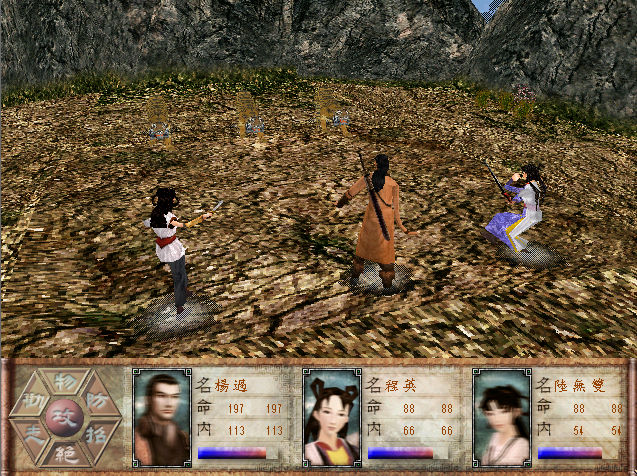 物
防
攻
走
招
絕
名 楊過
命 197 197
內 113 113
名 程英
命 88 88
內 66 66
名 陸無雙
命 88 88
內 54 54